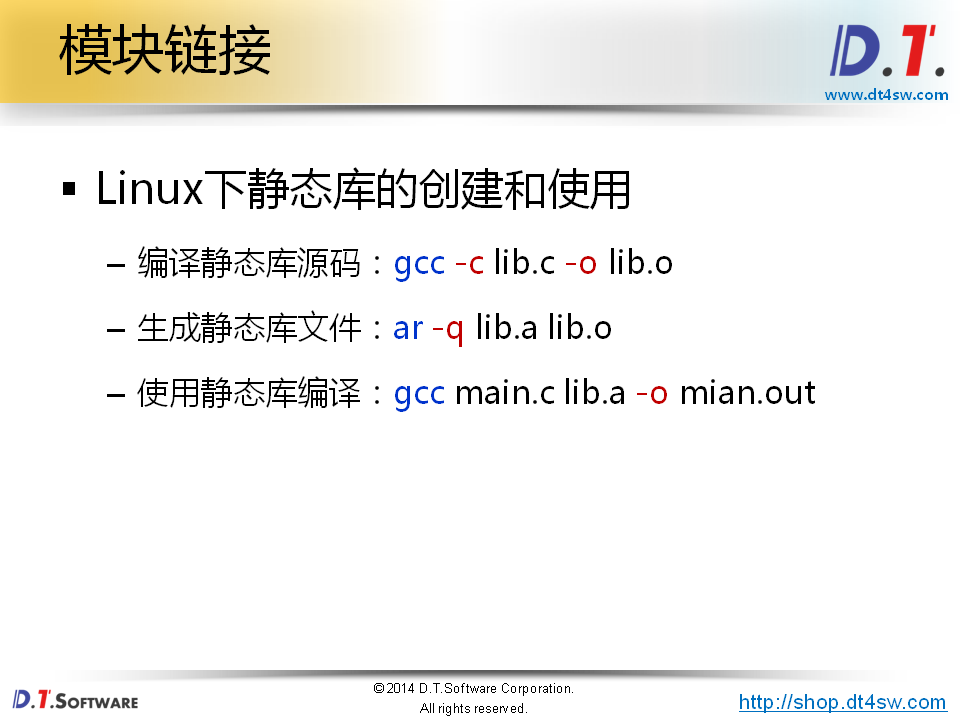 模块链接
D.T.
www.dt4sw.com
▪ Linux下静态库的创建和使用
– 编译静态库源码：gcc -c lib.c -o lib.o
– 生成静态库文件：ar -q lib.a lib.o
– 使用静态库编译：gcc main.c lib.a -o mian.out
D.T.SOFTWARE
©2014 D.T.Software Corporation.
All rights reserved.
http://shop.dt4sw.com